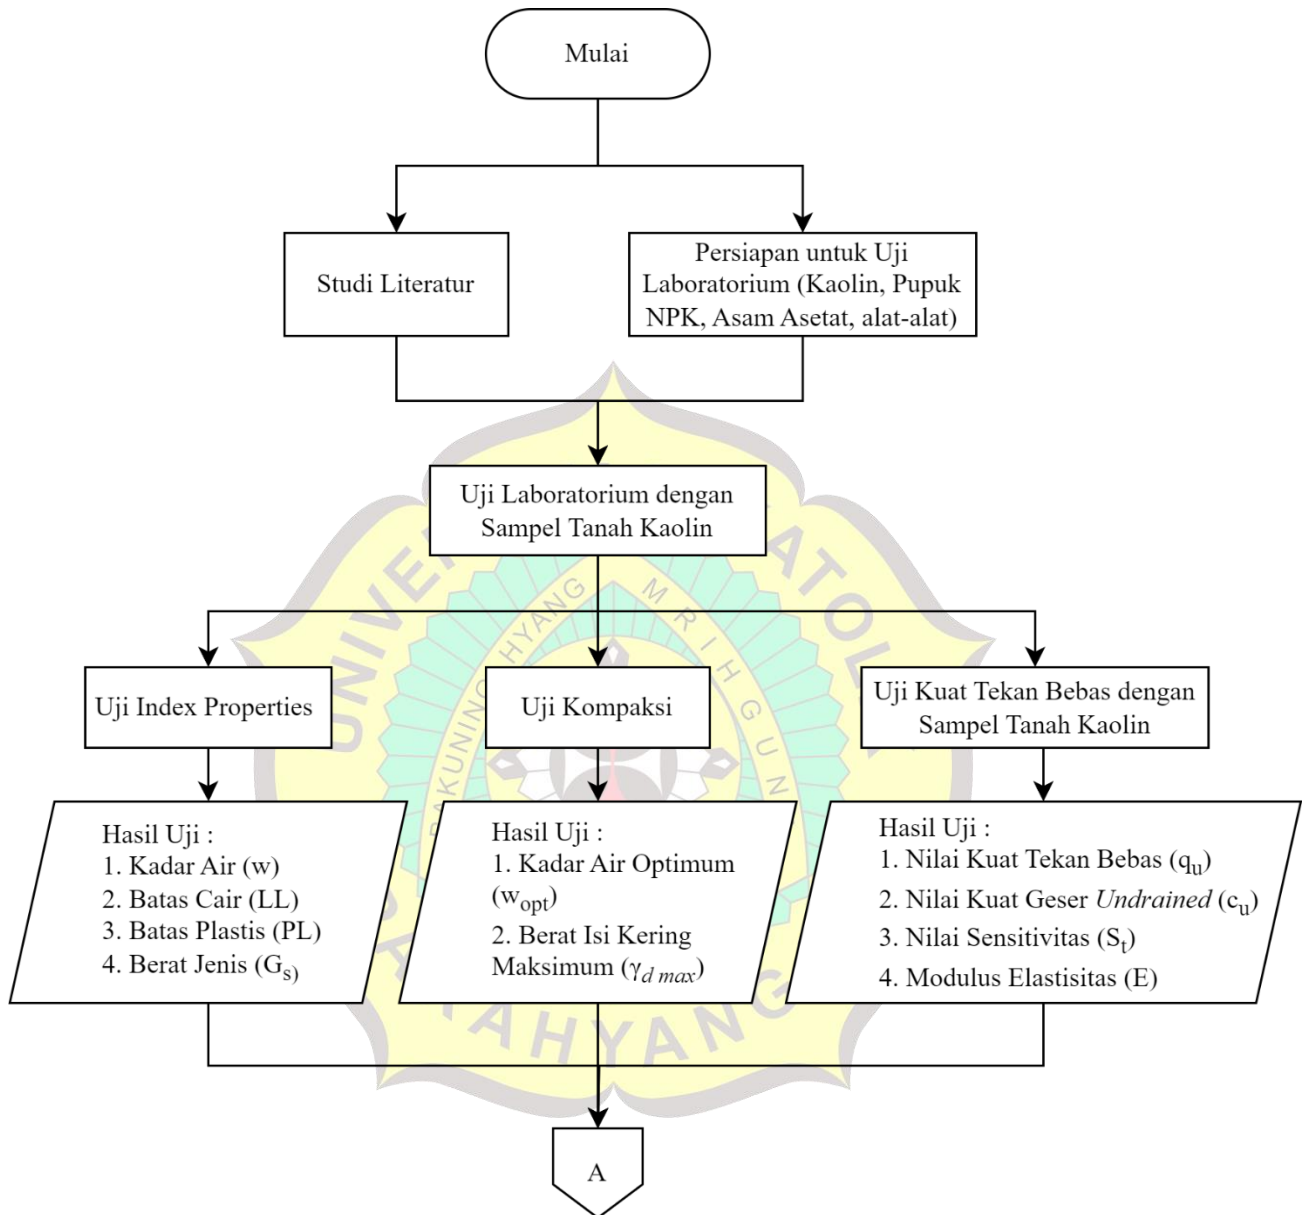 Mulai
Studi Literatur
Persiapan untuk Uji
Laboratorium (Kaolin, Pupuk
NPK, Asam Asetat, alat-alat)
Uji Laboratorium dengan
Sampel Tanah Kaolin
Uji Index Properties
Uji Kompaksi
Uji Kuat Tekan Bebas dengan
Sampel Tanah Kaolin
Hasil Uji :
1. Kadar Air (w)
2. Batas Cair (LL)
3. Batas Plastis (PL)
4. Berat Jenis (Gs)
Hasil Uji :
1. Kadar Air Optimum
(wopt)
2. Berat Isi Kering
Maksimum (γd max)
Hasil Uji :
1. Nilai Kuat Tekan Bebas (qu)
2. Nilai Kuat Geser Undrained (cu)
3. Nilai Sensitivitas (St)
4. Modulus Elastisitas (E)
A
HYANG
MRIHGUN